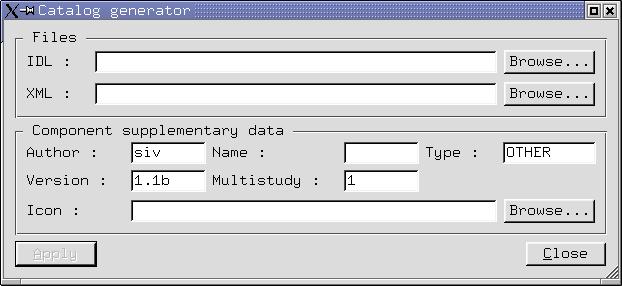 Catalog generator
Files
IDL : Browse...
XML : Browse...
Component supplementary data
Author : siv Name : Type : OTHER
Version : 1.1b Multistudy : 1
Icon : Browse...
Apply Close